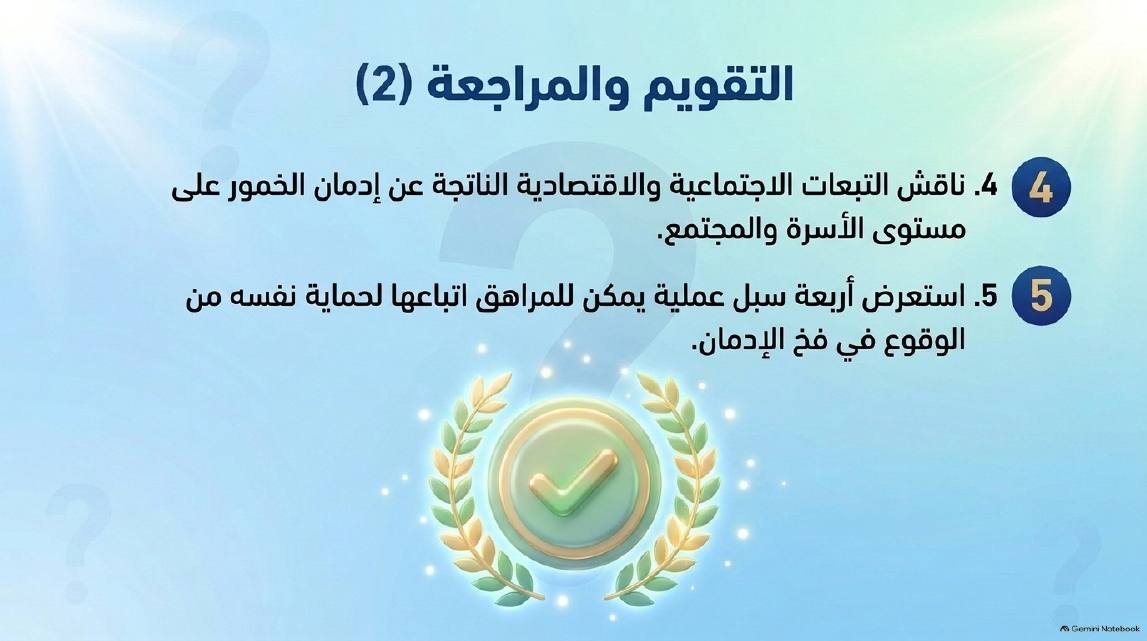 التقويم والمراجعة (2)
4
4. ناقش التبعات الاجتماعية والاقتصادية الناتجة عن إدمان الخمور على
مستوى الأسرة والمجتمع.
5
5. استعرض أربعة سبل عملية يمكن للمراهق اتباعها لحماية نفسه من
الوقوع في فخ الإدمان.
Gemini Notebook